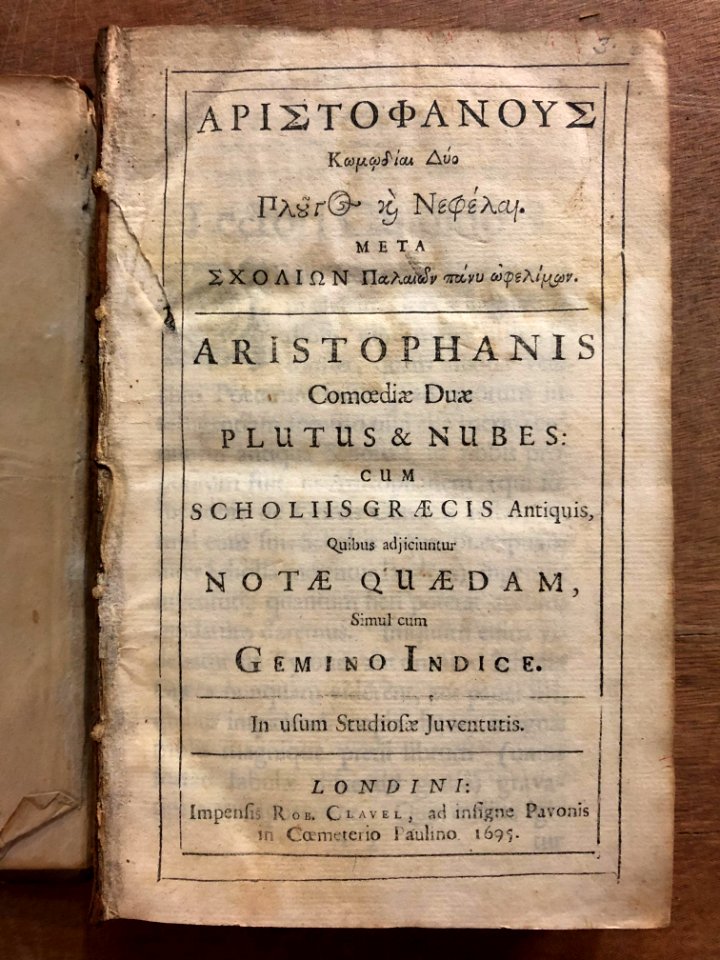 3.
ΑΡΙΣΤΟΦΑΝΟΥΣ
Κωμῳδίαι Δύο
Πλοῦτος ϗ Νεφέλαι.
ΜΕΤΑ
ΣΧΟΛΙΩΝ Παλαιῶν πάνυ ὠφελίμων.
ARISTOPHANIS
Comœdiæ Duæ
PLUTUS & NUBES:
CUM
SCHOLIIS GRÆCIS Antiquis,
Quibus adjiciuntur
NOTÆ QUÆDAM,
Simul cum
GEMINO INDICE.
In uſum Studioſæ Juventutis.
LONDINI:
Impenſis ROB. CLAVEL, ad inſigne Pavonis
in Cœmeterio Paulino 1695.